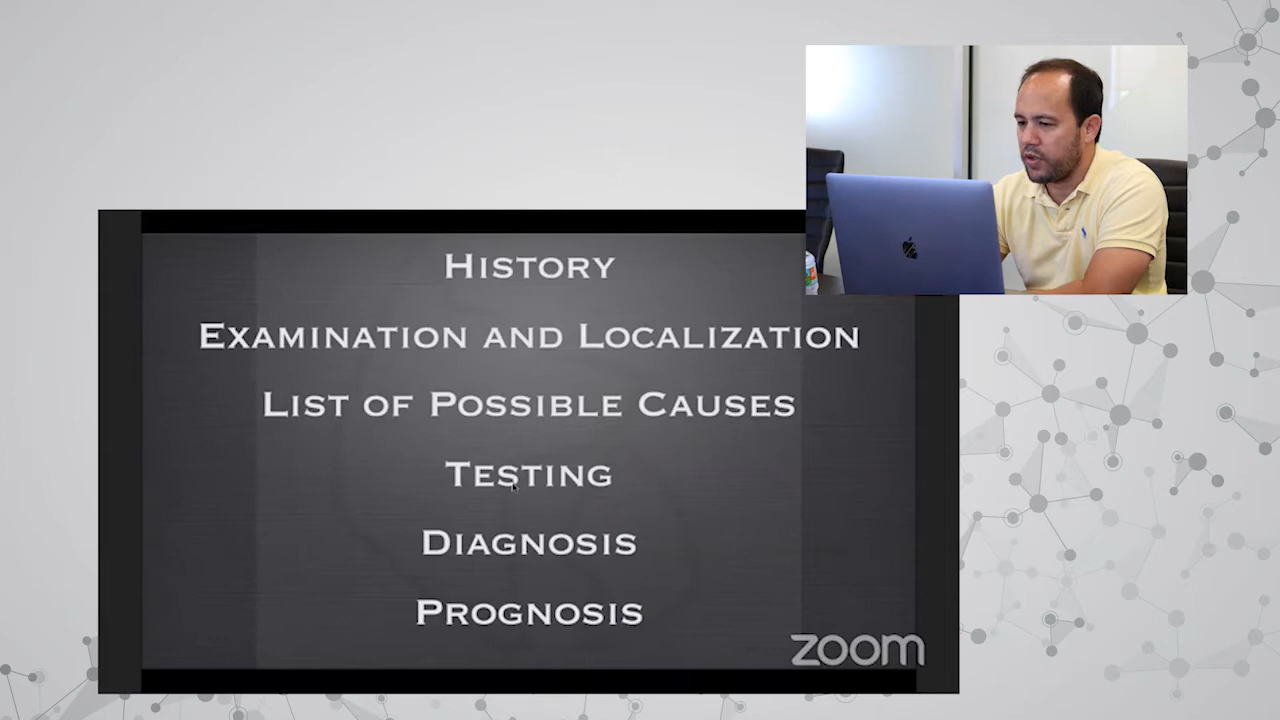 History
Examination and Localization
List of Possible Causes
Testing
Diagnosis
Prognosis
zoom